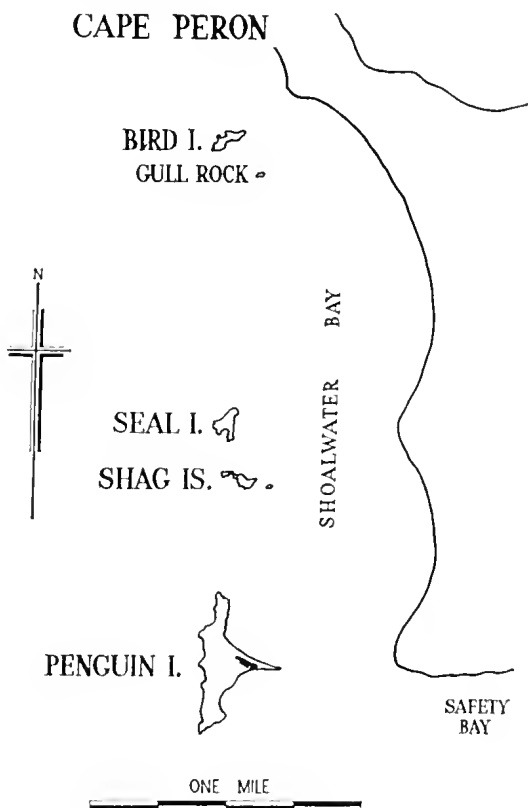 CAPE PERON
BIRD I.
GULL ROCK
N
SHOALWATER BAY
SEAL I.
SHAG IS.
PENGUIN I.
SAFETY
BAY
ONE MILE